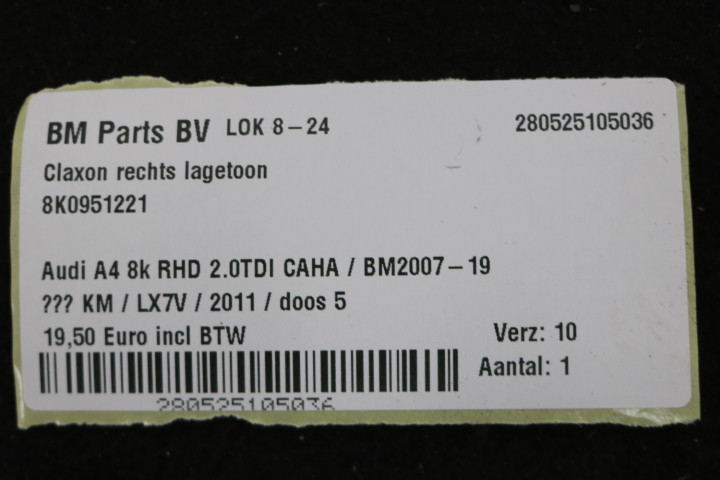 BM Parts BV LOK 8-24 280525105036
Claxon rechts lagetoon
8K0951221
Audi A4 8k RHD 2.0TDI CAHA / BM2007-19
??? KM / LX7V / 2011 / doos 5
19,50 Euro incl BTW Verz: 10
Aantal: 1
280525105036